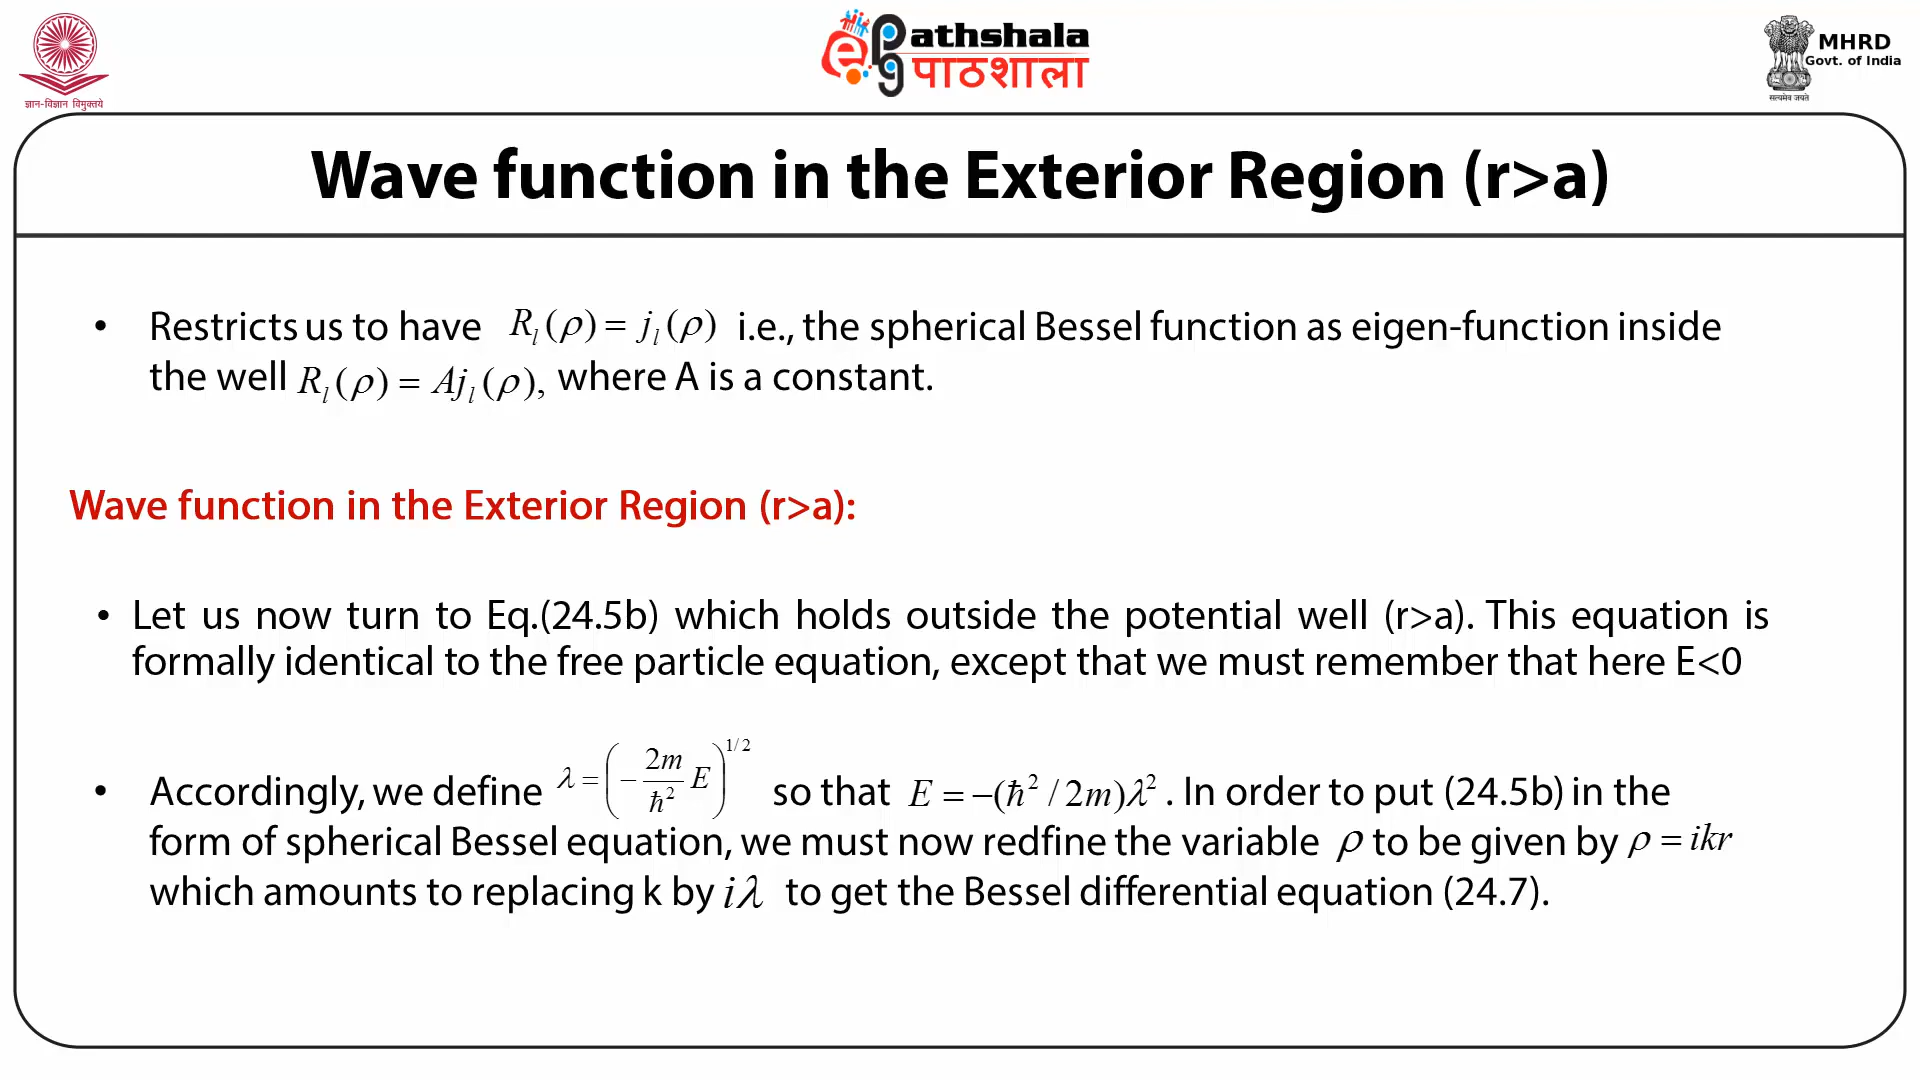 ज्ञान-विज्ञान विमुक्तये
ePathshala
पाठशाला
MHRD
Govt. of India
सत्यमेव जयते
Wave function in the Exterior Region (r>a)
• Restricts us to have R_l(ρ) = j_l(ρ) i.e., the spherical Bessel function as eigen-function inside
the well R_l(ρ) = Aj_l(ρ), where A is a constant.
Wave function in the Exterior Region (r>a):
• Let us now turn to Eq.(24.5b) which holds outside the potential well (r>a). This equation is
formally identical to the free particle equation, except that we must remember that here E<0
• Accordingly, we define λ = (−2m/ħ² E)^1/2 so that E = −(ħ²/2m)λ². In order to put (24.5b) in the
form of spherical Bessel equation, we must now redfine the variable ρ to be given by ρ = ikr
which amounts to replacing k by iλ to get the Bessel differential equation (24.7).